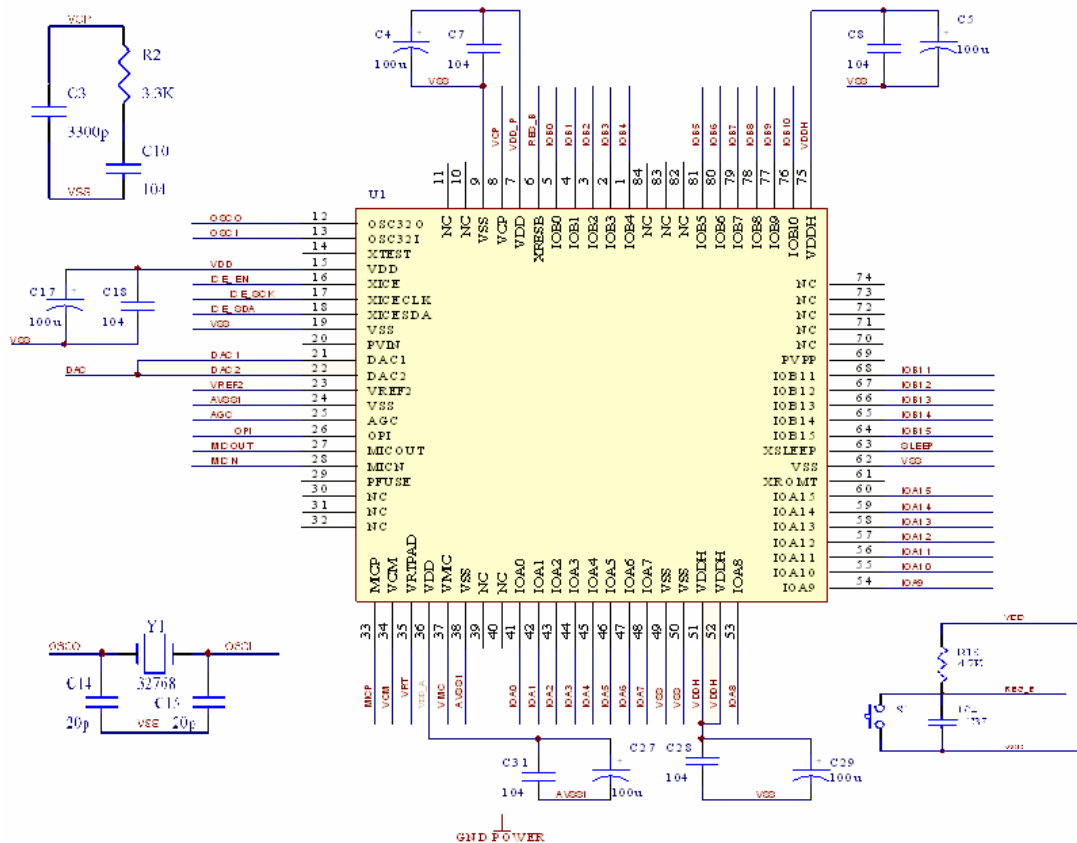 VCP
R2
3.3K
C3
3300p
C10
104
VSS
C4
100u
C7
104
VSS
C8
104
VSS
C5
100u
VCP
VDD_P
RES_B
IOB0
IOB1
IOB2
IOB3
IOB4
IOB5
IOB6
IOB7
IOB8
IOB9
IOB10
VDDH
11
10
9
8
7
6
5
4
3
2
1
84
83
82
81
80
79
78
77
76
75
U1
NC
NC
VSS
VCP
VDD
XRESB
IOB0
IOB1
IOB2
IOB3
IOB4
NC
NC
NC
IOB5
IOB6
IOB7
IOB8
IOB9
IOB10
VDDH
OSCO 12 OSC32O
OSCI 13 OSC32I
14 XTEST
VDD 15 VDD
ICE_EN 16 XICE
ICE_SCK 17 XICECLK
ICE_SDA 18 XICESDA
VSS 19 VSS
20 PVIN
DAC1 21 DAC1
DAC DAC2 22 DAC2
VREF2 23 VREF2
AVSS1 24 VSS
AGC 25 AGC
OPI 26 OPI
MICOUT 27 MICOUT
MICN 28 MICN
29 PFUSE
30 NC
31 NC
32 NC
C17
100u
C18
104
VSS
NC 74
NC 73
NC 72
NC 71
NC 70
PVPP 69
IOB11 68 IOB11
IOB12 67 IOB12
IOB13 66 IOB13
IOB14 65 IOB14
IOB15 64 IOB15
XSLEEP 63 SLEEP
VSS 62 VSS
XROMT 61
IOA15 60 IOA15
IOA14 59 IOA14
IOA13 58 IOA13
IOA12 57 IOA12
IOA11 56 IOA11
IOA10 55 IOA10
IOA9 54 IOA9
MICP
VCM
VRTPAD
VDD
VMIC
VSS
NC
NC
IOA0
IOA1
IOA2
IOA3
IOA4
IOA5
IOA6
IOA7
VSS
VSS
VDDH
VDDH
IOA8
33
34
35
36
37
38
39
40
41
42
43
44
45
46
47
48
49
50
51
52
53
MICP
VCM
VRT
VDD_A
VMIC
AVSS1
IOA0
IOA1
IOA2
IOA3
IOA4
IOA5
IOA6
IOA7
VSS
VSS
VDDH
VDDH
IOA8
OSCO
Y1
OSCI
32768
C14
20p
C15
20p
VSS
C31
104
C27
100u
AVSS1
C28
104
C29
100u
VSS
VDD
4.7K
RES_B
GND POWER